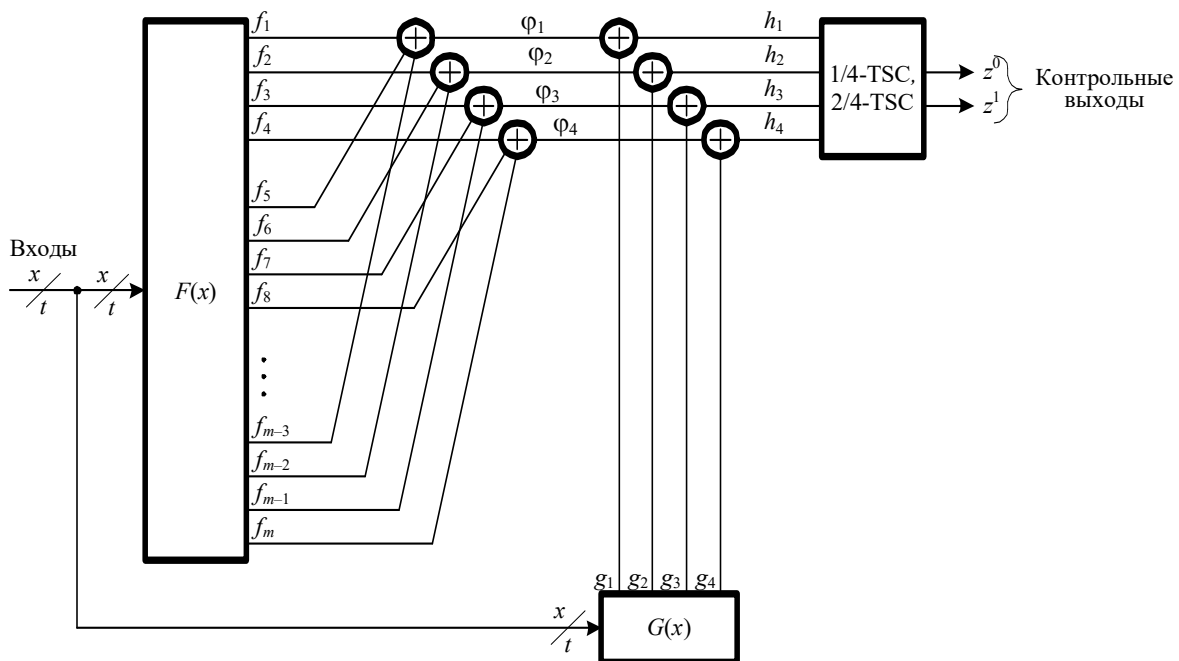 f₁ φ₁ h₁
f₂ φ₂ h₂
f₃ φ₃ h₃
f₄ φ₄ h₄
1/4-TSC,
2/4-TSC
z⁰
z¹
Контрольные
выходы
f₅
f₆
f₇
f₈
Входы
x
t
x
t
F(x)
fₘ₋₃
fₘ₋₂
fₘ₋₁
fₘ
g₁ g₂ g₃ g₄
x
t
G(x)